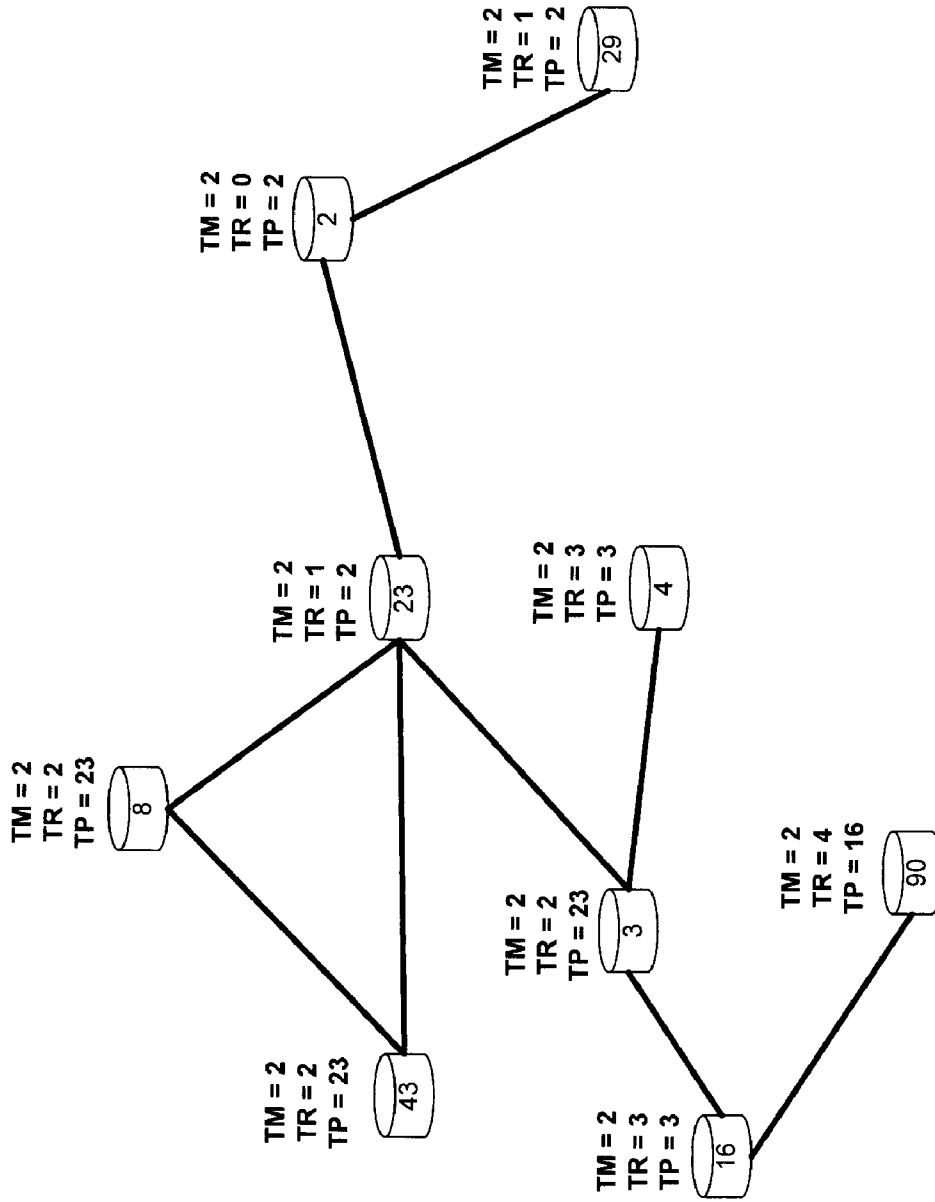 TM = 2
TR = 2
TP = 23
8
TM = 2
TR = 0
TP = 2
2
TM = 2
TR = 2
TP = 23
43
TM = 2
TR = 1
TP = 2
23
TM = 2
TR = 1
TP = 2
29
TM = 2
TR = 2
TP = 23
3
TM = 2
TR = 3
TP = 3
4
TM = 2
TR = 3
TP = 3
16
TM = 2
TR = 4
TP = 16
90